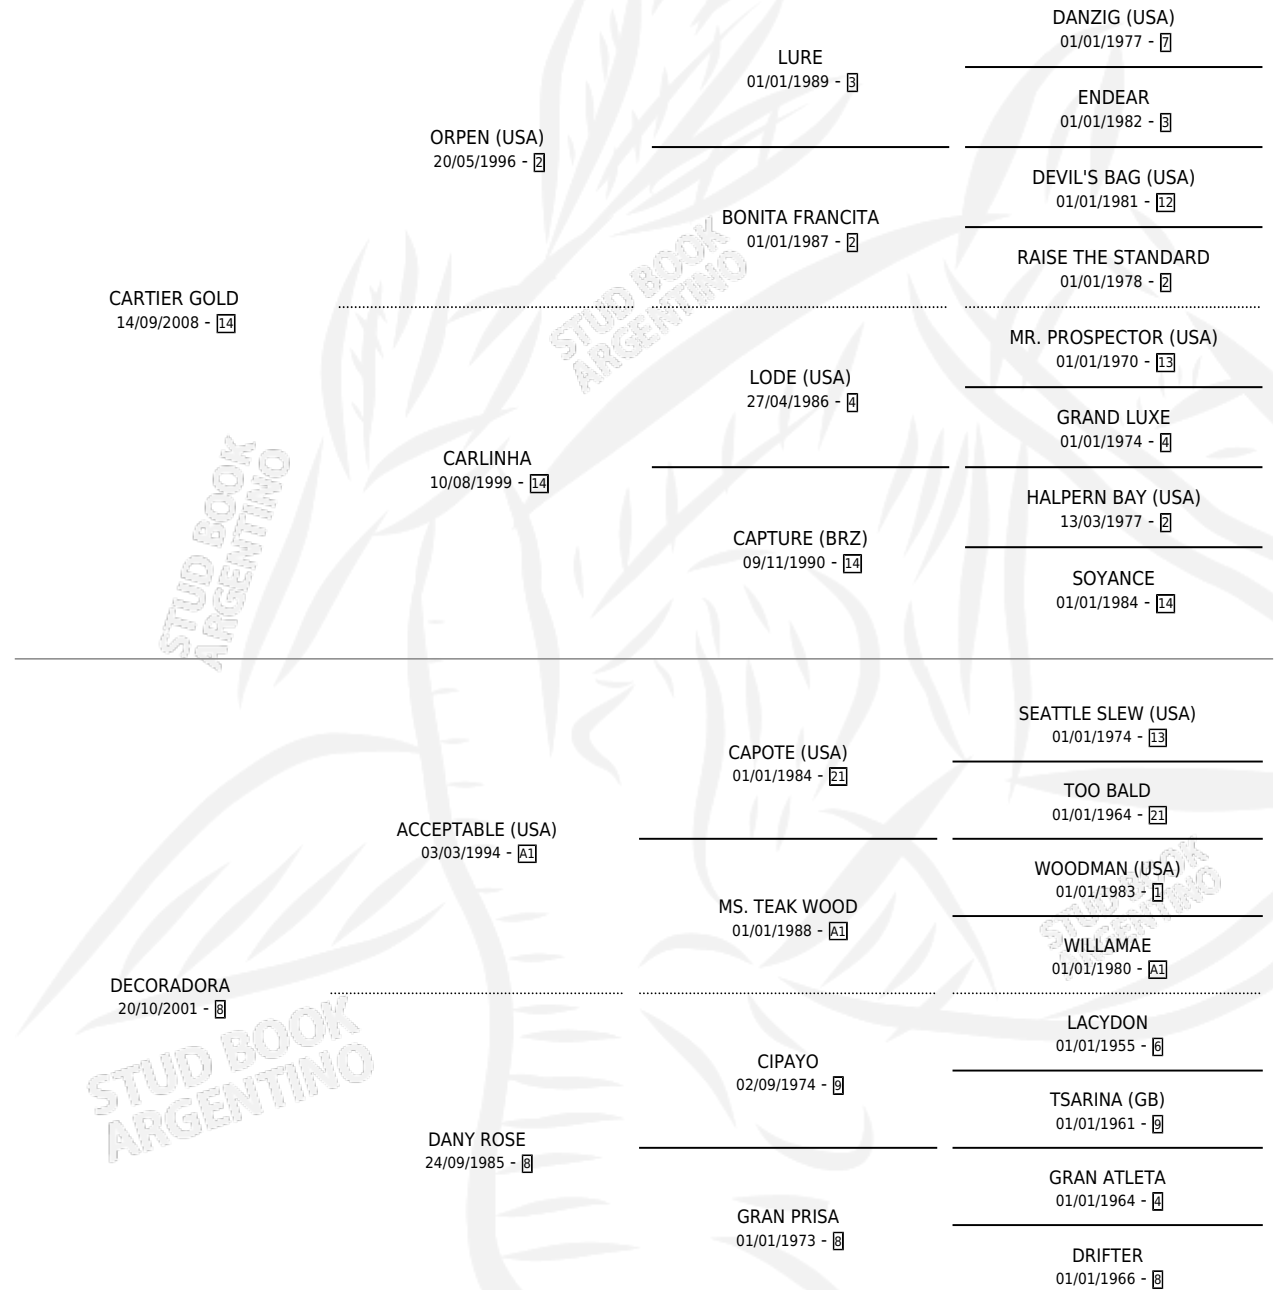 DANZIG (USA)
01/01/1977 - 7
LURE
01/01/1989 - 3
ENDEAR
01/01/1982 - 3
ORPEN (USA)
20/05/1996 - 2
DEVIL'S BAG (USA)
01/01/1981 - 12
BONITA FRANCITA
01/01/1987 - 2
RAISE THE STANDARD
01/01/1978 - 2
CARTIER GOLD
14/09/2008 - 14
STUD BOOK
ARGENTINO
MR. PROSPECTOR (USA)
01/01/1970 - 13
LODE (USA)
27/04/1986 - 4
GRAND LUXE
01/01/1974 - 4
CARLINHA
10/08/1999 - 14
HALPERN BAY (USA)
13/03/1977 - 2
CAPTURE (BRZ)
09/11/1990 - 14
SOYANCE
01/01/1984 - 14
STUD BOOK
ARGENTINO
SEATTLE SLEW (USA)
01/01/1974 - 13
CAPOTE (USA)
01/01/1984 - 21
TOO BALD
01/01/1964 - 21
ACCEPTABLE (USA)
03/03/1994 - A1
WOODMAN (USA)
01/01/1983 - 1
MS. TEAK WOOD
01/01/1988 - A1
STUD BOOK
ARGENTINO
WILLAMAE
01/01/1980 - A1
DECORADORA
20/10/2001 - 8
STUD BOOK
ARGENTINO
LACYDON
01/01/1955 - 6
CIPAYO
02/09/1974 - 9
TSARINA (GB)
01/01/1961 - 9
DANY ROSE
24/09/1985 - 8
GRAN ATLETA
01/01/1964 - 4
GRAN PRISA
01/01/1973 - 8
DRIFTER
01/01/1966 - 8